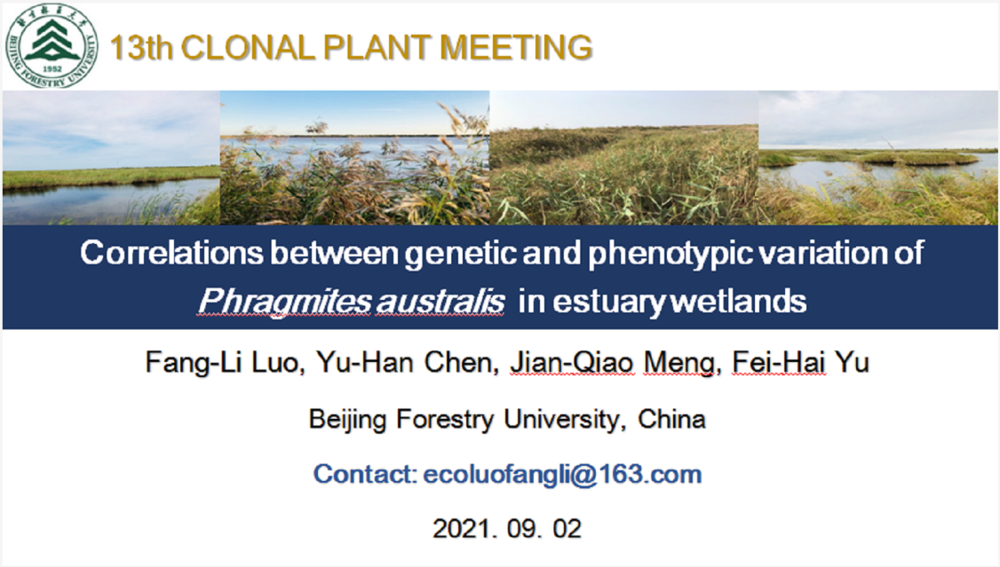 北京林业大学
BEIJING FORESTRY UNIVERSITY
1952
13th CLONAL PLANT MEETING
Correlations between genetic and phenotypic variation of
Phragmites australis in estuary wetlands
Fang-Li Luo, Yu-Han Chen, Jian-Qiao Meng, Fei-Hai Yu
Beijing Forestry University, China
Contact: ecoluofangli@163.com
2021. 09. 02